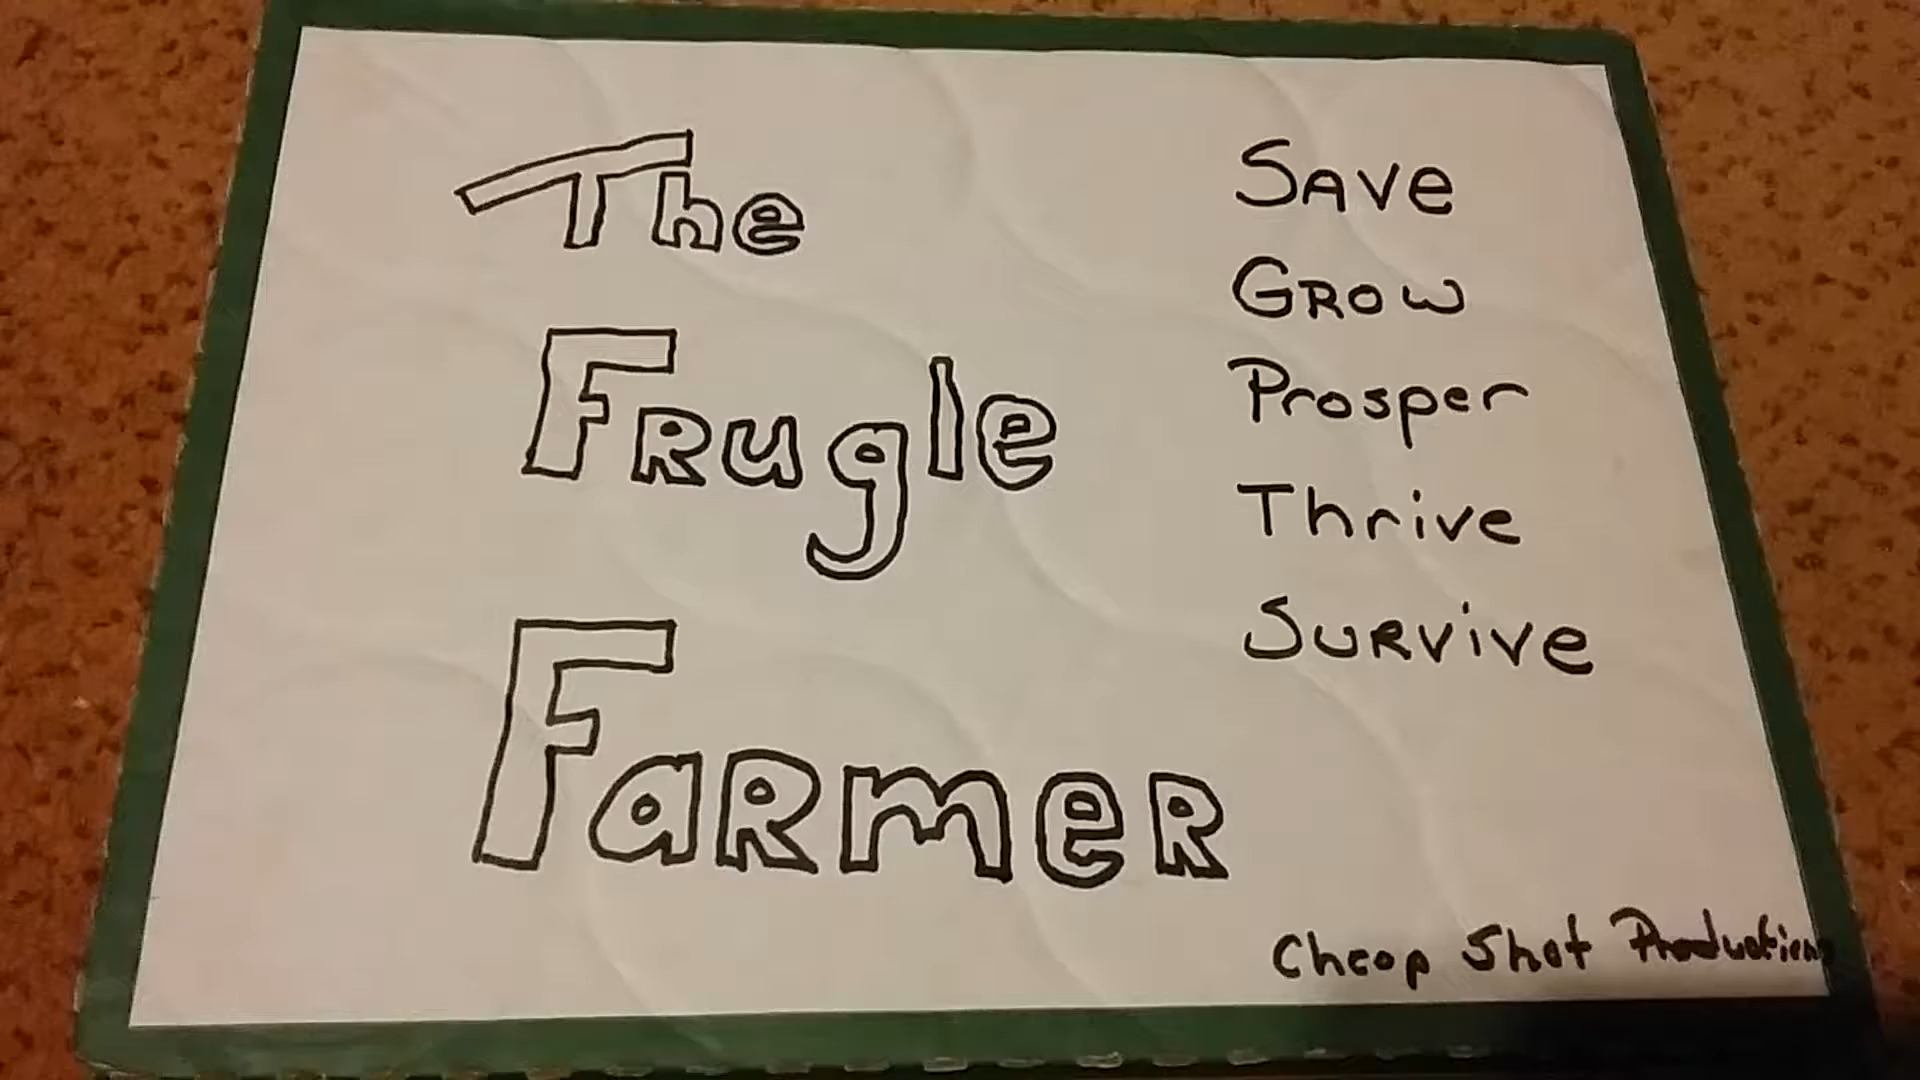 The
Frugle
Farmer
Save
Grow
Prosper
Thrive
Survive
Cheap Shot Productions